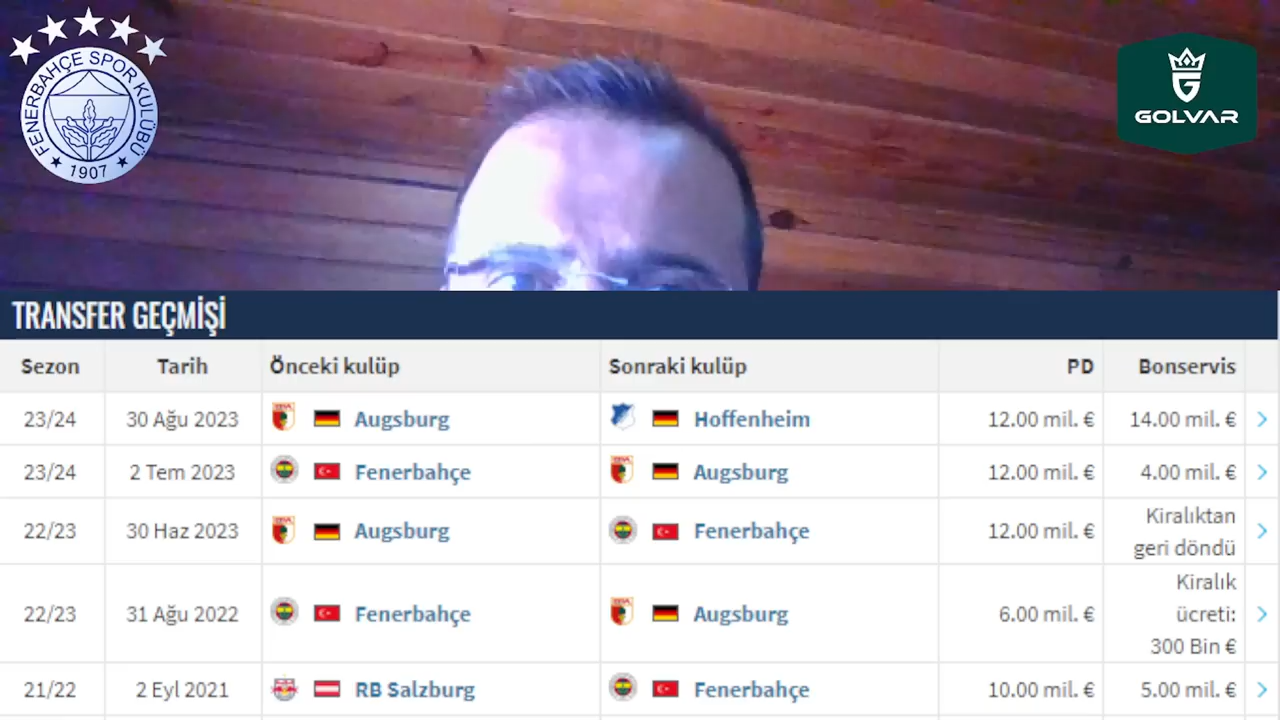 FENERBAHÇE SPOR KULÜBÜ
1907
GOLVAR
TRANSFER GEÇMİŞİ
Sezon Tarih Önceki kulüp Sonraki kulüp PD Bonservis
23/24 30 Ağu 2023 Augsburg Hoffenheim 12.00 mil. € 14.00 mil. €
23/24 2 Tem 2023 Fenerbahçe Augsburg 12.00 mil. € 4.00 mil. €
22/23 30 Haz 2023 Augsburg Fenerbahçe 12.00 mil. € Kiralıktan
geri döndü
22/23 31 Ağu 2022 Fenerbahçe Augsburg 6.00 mil. € Kiralık
ücreti:
300 Bin €
21/22 2 Eyl 2021 RB Salzburg Fenerbahçe 10.00 mil. € 5.00 mil. €